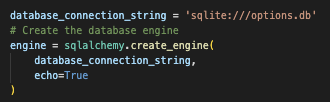 database_connection_string = 'sqlite:///options.db'
# Create the database engine
engine = sqlalchemy.create_engine(
    database_connection_string,
    echo=True
)